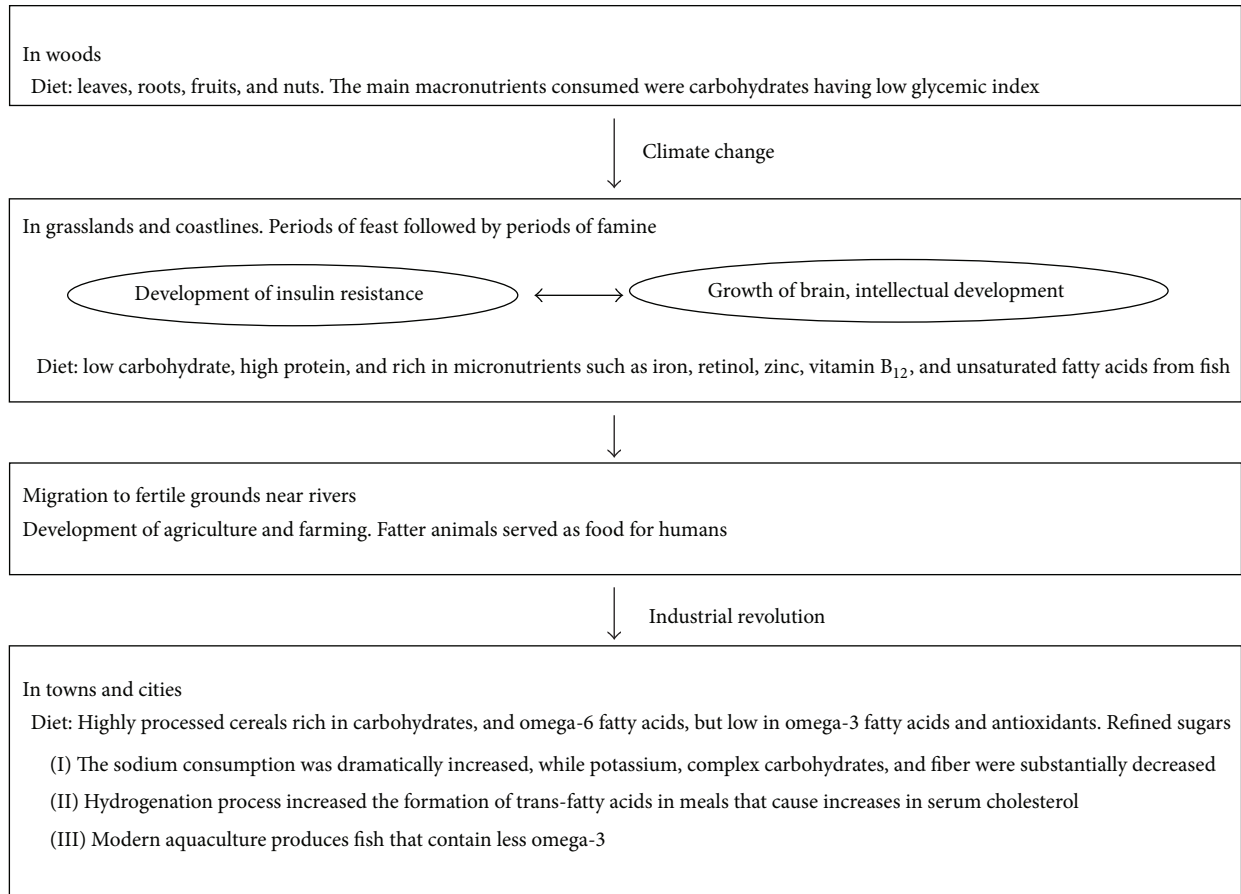 In woods
Diet: leaves, roots, fruits, and nuts. The main macronutrients consumed were carbohydrates having low glycemic index
Climate change
In grasslands and coastlines. Periods of feast followed by periods of famine
Development of insulin resistance
Growth of brain, intellectual development
Diet: low carbohydrate, high protein, and rich in micronutrients such as iron, retinol, zinc, vitamin B₁₂, and unsaturated fatty acids from fish
Migration to fertile grounds near rivers
Development of agriculture and farming. Fatter animals served as food for humans
Industrial revolution
In towns and cities
Diet: Highly processed cereals rich in carbohydrates, and omega-6 fatty acids, but low in omega-3 fatty acids and antioxidants. Refined sugars
(I) The sodium consumption was dramatically increased, while potassium, complex carbohydrates, and fiber were substantially decreased
(II) Hydrogenation process increased the formation of trans-fatty acids in meals that cause increases in serum cholesterol
(III) Modern aquaculture produces fish that contain less omega-3